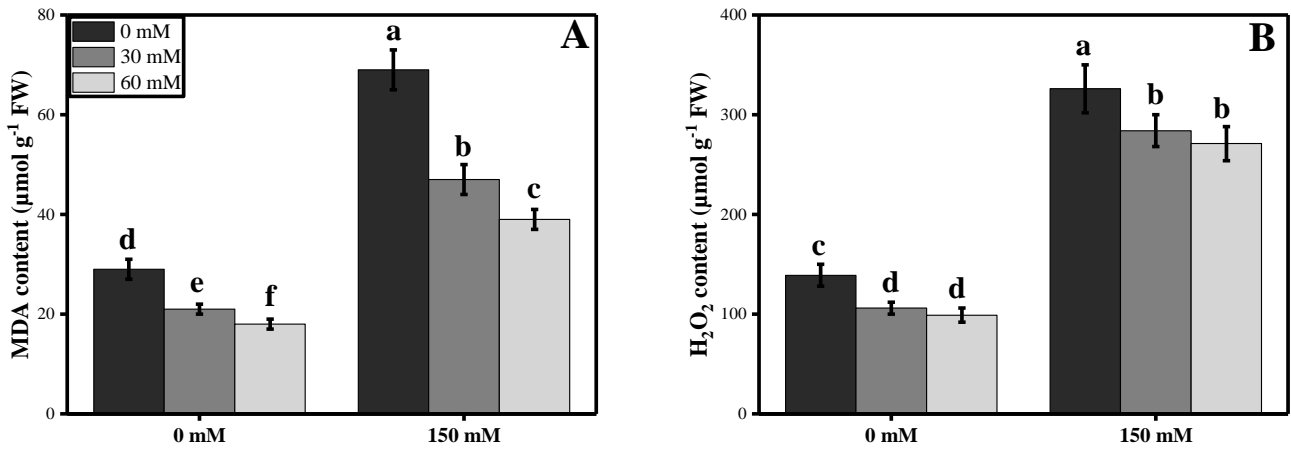 A
0 mM
30 mM
60 mM
MDA content (µmol g⁻¹ FW)
80
60
40
20
0
d
e
f
a
b
c
0 mM
150 mM
B
H₂O₂ content (µmol g⁻¹ FW)
400
300
200
100
0
c
d
d
a
b
b
0 mM
150 mM